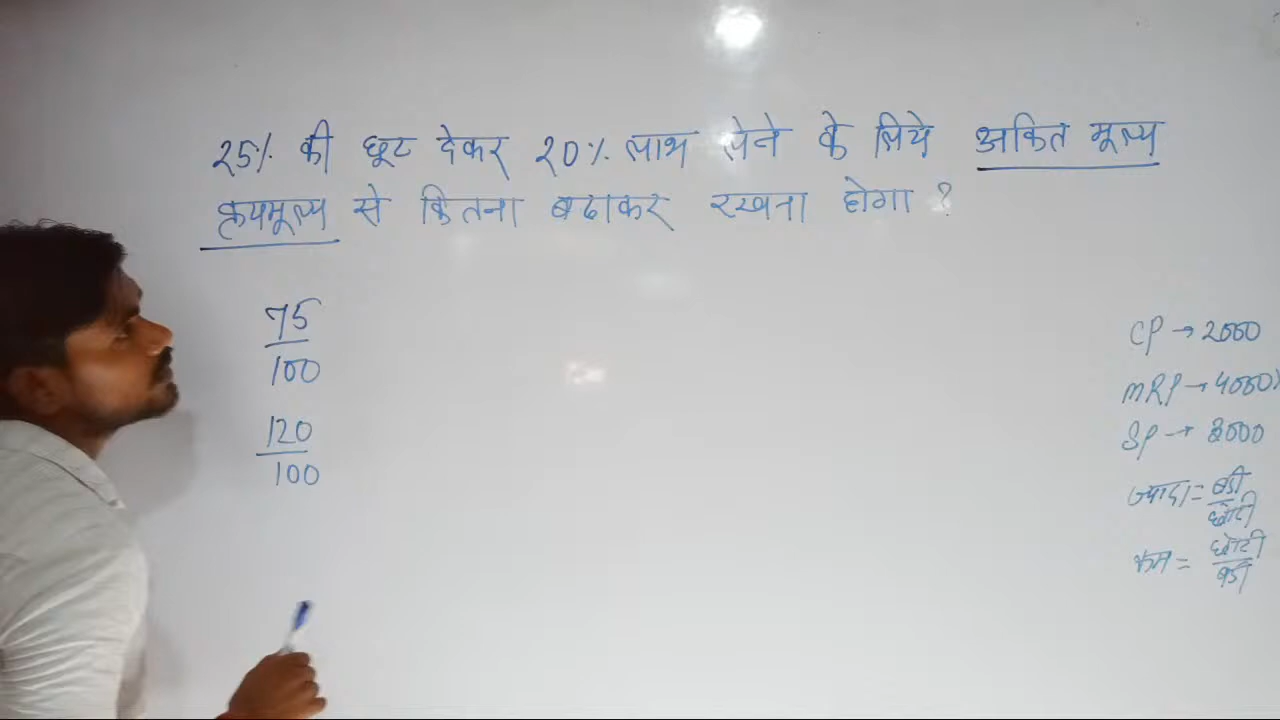 25% की छूट देकर 20% लाभ लेने के लिये अंकित मूल्य
क्रयमूल्य से कितना बढाकर रखना होगा ?
75
100
120
100
CP → 2000
MRP → 4000
SP → 3000
ज्यादा = बड़ी
छोटी
कम = छोटी
बड़ी